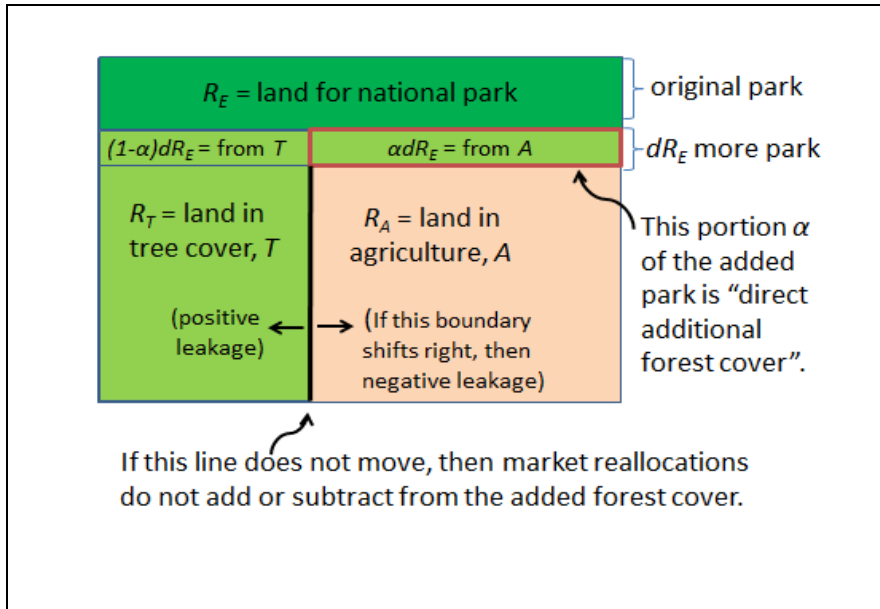 R_E = land for national park
original park
(1-α)dR_E = from T
αdR_E = from A
dR_E more park
R_T = land in
tree cover, T
R_A = land in
agriculture, A
This portion α
of the added
park is “direct
additional
forest cover”.
(positive
leakage)
(If this boundary
shifts right, then
negative leakage)
If this line does not move, then market reallocations
do not add or subtract from the added forest cover.